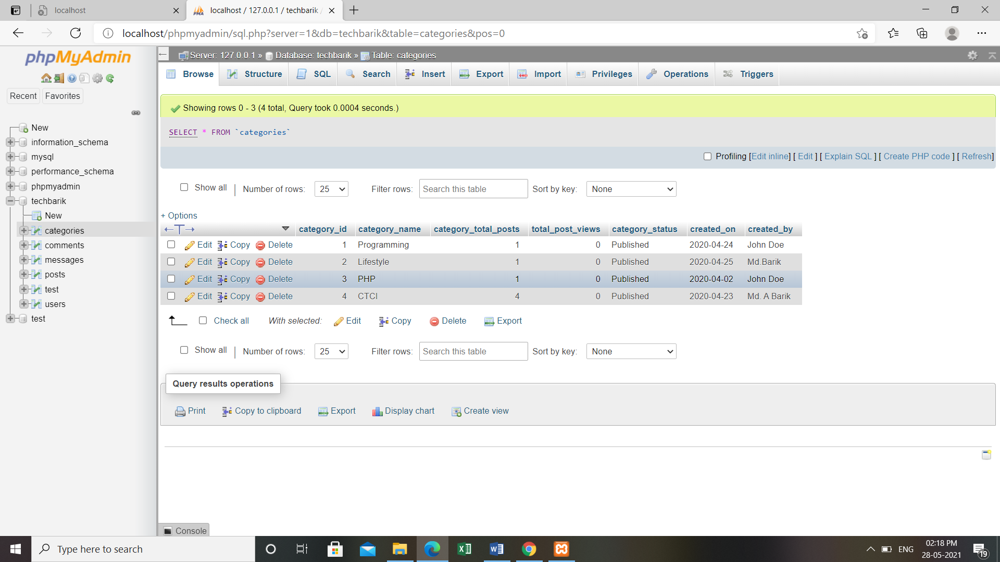 localhost
localhost / 127.0.0.1 / techbarik /
localhost/phpmyadmin/sql.php?server=1&db=techbarik&table=categories&pos=0
phpMyAdmin
Recent Favorites
New
information_schema
mysql
performance_schema
phpmyadmin
techbarik
New
categories
comments
messages
posts
test
users
test
Server: 127.0.0.1 » Database: techbarik » Table: categories
Browse Structure SQL Search Insert Export Import Privileges Operations Triggers
Showing rows 0 - 3 (4 total, Query took 0.0004 seconds.)
SELECT * FROM `categories`
Profiling [Edit inline] [ Edit ] [ Explain SQL ] [ Create PHP code ] [ Refresh]
Show all | Number of rows: 25 Filter rows: Search this table Sort by key: None
+ Options
←T→ category_id category_name category_total_posts total_post_views category_status created_on created_by
Edit Copy Delete 1 Programming 1 0 Published 2020-04-24 John Doe
Edit Copy Delete 2 Lifestyle 1 0 Published 2020-04-25 Md.Barik
Edit Copy Delete 3 PHP 1 0 Published 2020-04-02 John Doe
Edit Copy Delete 4 CTCI 4 0 Published 2020-04-23 Md. A Barik
Check all With selected: Edit Copy Delete Export
Show all | Number of rows: 25 Filter rows: Search this table Sort by key: None
Query results operations
Print Copy to clipboard Export Display chart Create view
Console
Type here to search
ENG
02:18 PM
28-05-2021
19